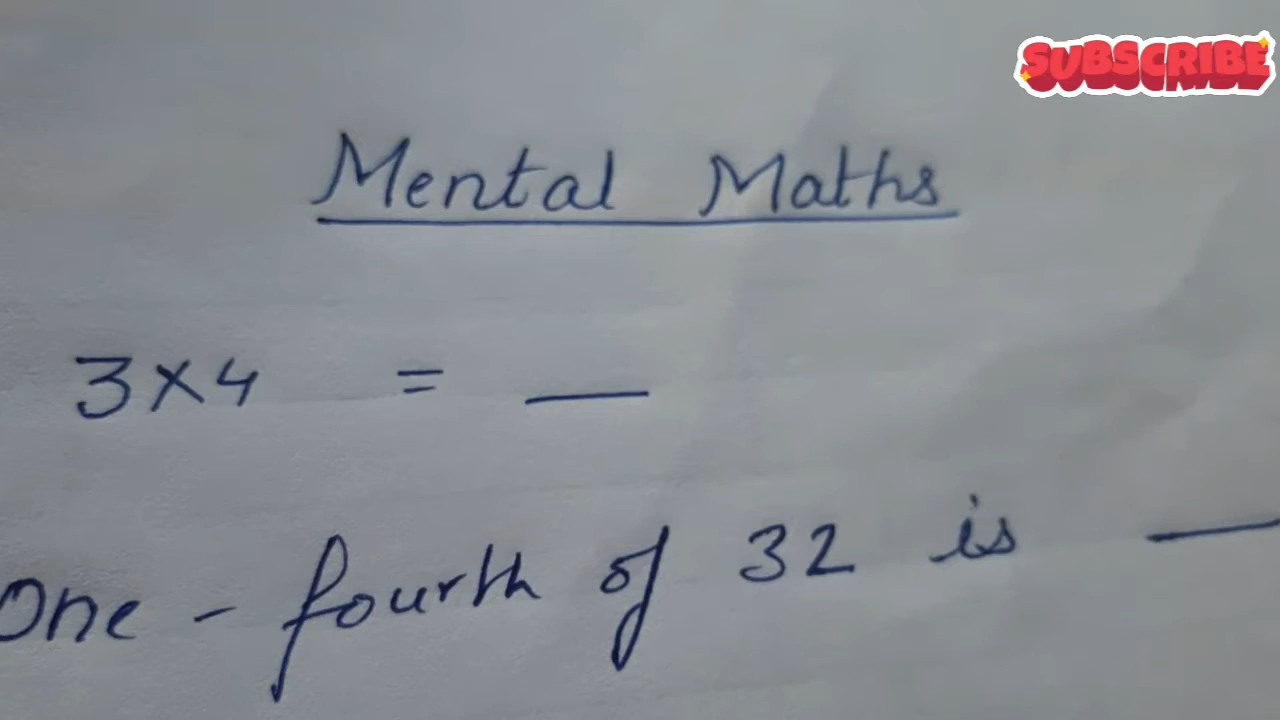 SUBSCRIBE
Mental Maths
3×4 = __
One - fourth of 32 is __